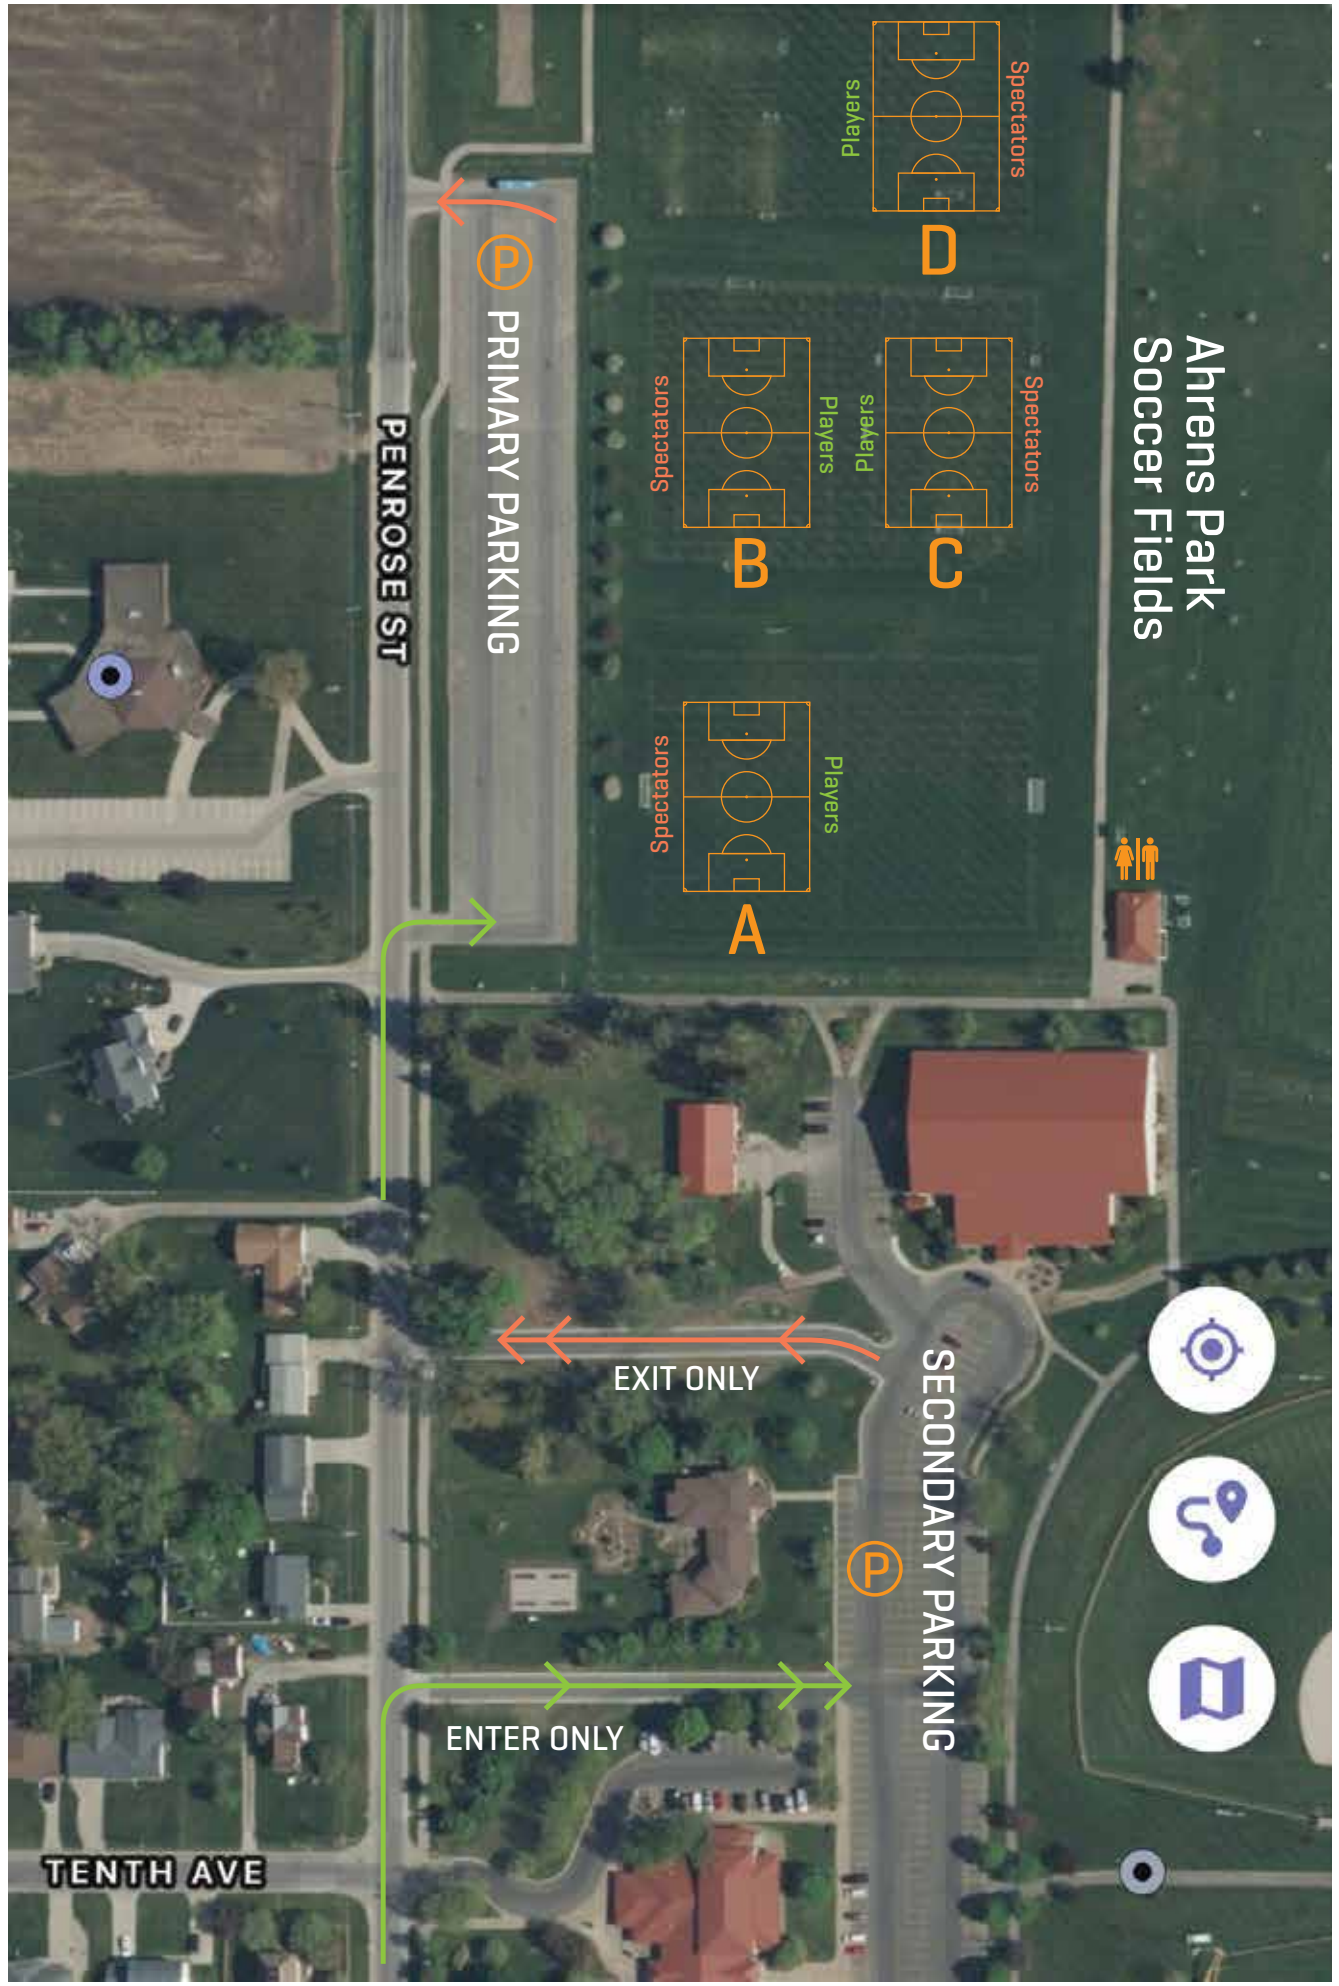 Ahrens Park
Soccer Fields
Spectators
Players
D
Spectators
Players
C
Players
Spectators
B
Players
Spectators
A
P
PRIMARY PARKING
PENROSE ST
EXIT ONLY
SECONDARY PARKING
P
ENTER ONLY
TENTH AVE